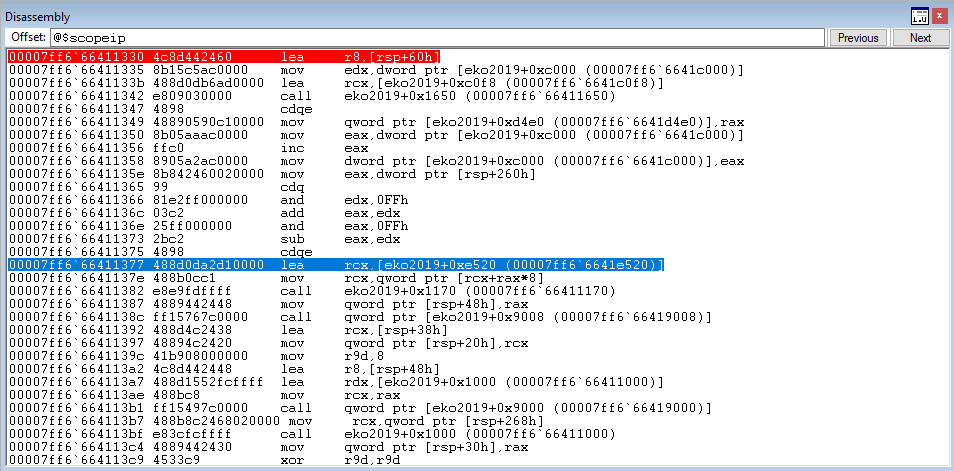 Disassembly
Offset: @$scopeip Previous Next
00007ff6`66411330 4c8d442460 lea r8,[rsp+60h]
00007ff6`66411335 8b15c5ac0000 mov edx,dword ptr [eko2019+0xc000 (00007ff6`6641c000)]
00007ff6`6641133b 488d0db6ad0000 lea rcx,[eko2019+0xc0f8 (00007ff6`6641c0f8)]
00007ff6`66411342 e809030000 call eko2019+0x1650 (00007ff6`66411650)
00007ff6`66411347 4898 cdqe
00007ff6`66411349 48890590c10000 mov qword ptr [eko2019+0xd4e0 (00007ff6`6641d4e0)],rax
00007ff6`66411350 8b05aaac0000 mov eax,dword ptr [eko2019+0xc000 (00007ff6`6641c000)]
00007ff6`66411356 ffc0 inc eax
00007ff6`66411358 8905a2ac0000 mov dword ptr [eko2019+0xc000 (00007ff6`6641c000)],eax
00007ff6`6641135e 8b842460020000 mov eax,dword ptr [rsp+260h]
00007ff6`66411365 99 cdq
00007ff6`66411366 81e2ff000000 and edx,0FFh
00007ff6`6641136c 03c2 add eax,edx
00007ff6`6641136e 25ff000000 and eax,0FFh
00007ff6`66411373 2bc2 sub eax,edx
00007ff6`66411375 4898 cdqe
00007ff6`66411377 488d0da2d10000 lea rcx,[eko2019+0xe520 (00007ff6`6641e520)]
00007ff6`6641137e 488b0cc1 mov rcx,qword ptr [rcx+rax*8]
00007ff6`66411382 e8e9fdffff call eko2019+0x1170 (00007ff6`66411170)
00007ff6`66411387 4889442448 mov qword ptr [rsp+48h],rax
00007ff6`6641138c ff15767c0000 call qword ptr [eko2019+0x9008 (00007ff6`66419008)]
00007ff6`66411392 488d4c2438 lea rcx,[rsp+38h]
00007ff6`66411397 48894c2420 mov qword ptr [rsp+20h],rcx
00007ff6`6641139c 41b908000000 mov r9d,8
00007ff6`664113a2 4c8d442448 lea r8,[rsp+48h]
00007ff6`664113a7 488d1552fcffff lea rdx,[eko2019+0x1000 (00007ff6`66411000)]
00007ff6`664113ae 488bc8 mov rcx,rax
00007ff6`664113b1 ff15497c0000 call qword ptr [eko2019+0x9000 (00007ff6`66419000)]
00007ff6`664113b7 488b8c2468020000 mov rcx,qword ptr [rsp+268h]
00007ff6`664113bf e83cfcffff call eko2019+0x1000 (00007ff6`66411000)
00007ff6`664113c4 4889442430 mov qword ptr [rsp+30h],rax
00007ff6`664113c9 4533c9 xor r9d,r9d